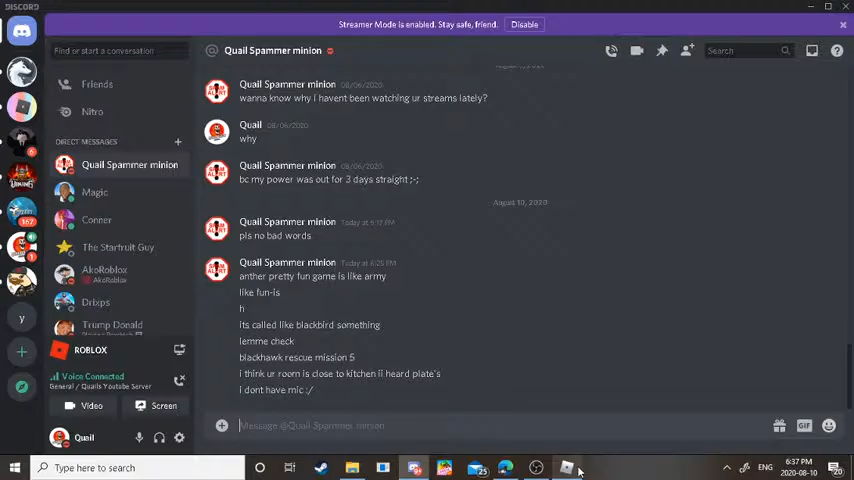 DISCORD
Streamer Mode is enabled. Stay safe, friend.
Disable
Find or start a conversation
Quail Spammer minion
Search
Friends
Nitro
DIRECT MESSAGES
Quail Spammer minion
Magic
Conner
The Starfruit Guy
AkoRoblox
AkoRoblox
Drixps
Trump Donald
6
167
1
y
ROBLOX
Voice Connected
General / Quails Youtube Server
Video
Screen
Quail
Quail Spammer minion 08/06/2020
wanna know why I havent been watching ur streams lately?
Quail 08/06/2020
why
Quail Spammer minion 08/06/2020
bc my power was out for 3 days straight ;-;
August 10, 2020
Quail Spammer minion Today at 5:17 PM
pls no bad words
Quail Spammer minion Today at 6:25 PM
anther pretty fun game is like army
like fun-is
h
its called like blackbird something
lemme check
blackhawk rescue mission 5
i think ur room is close to kitchen ii heard plate's
i dont have mic :/
Message @Quail Spammer minion
GIF
Type here to search
25
ENG
6:37 PM
2020-08-10
20